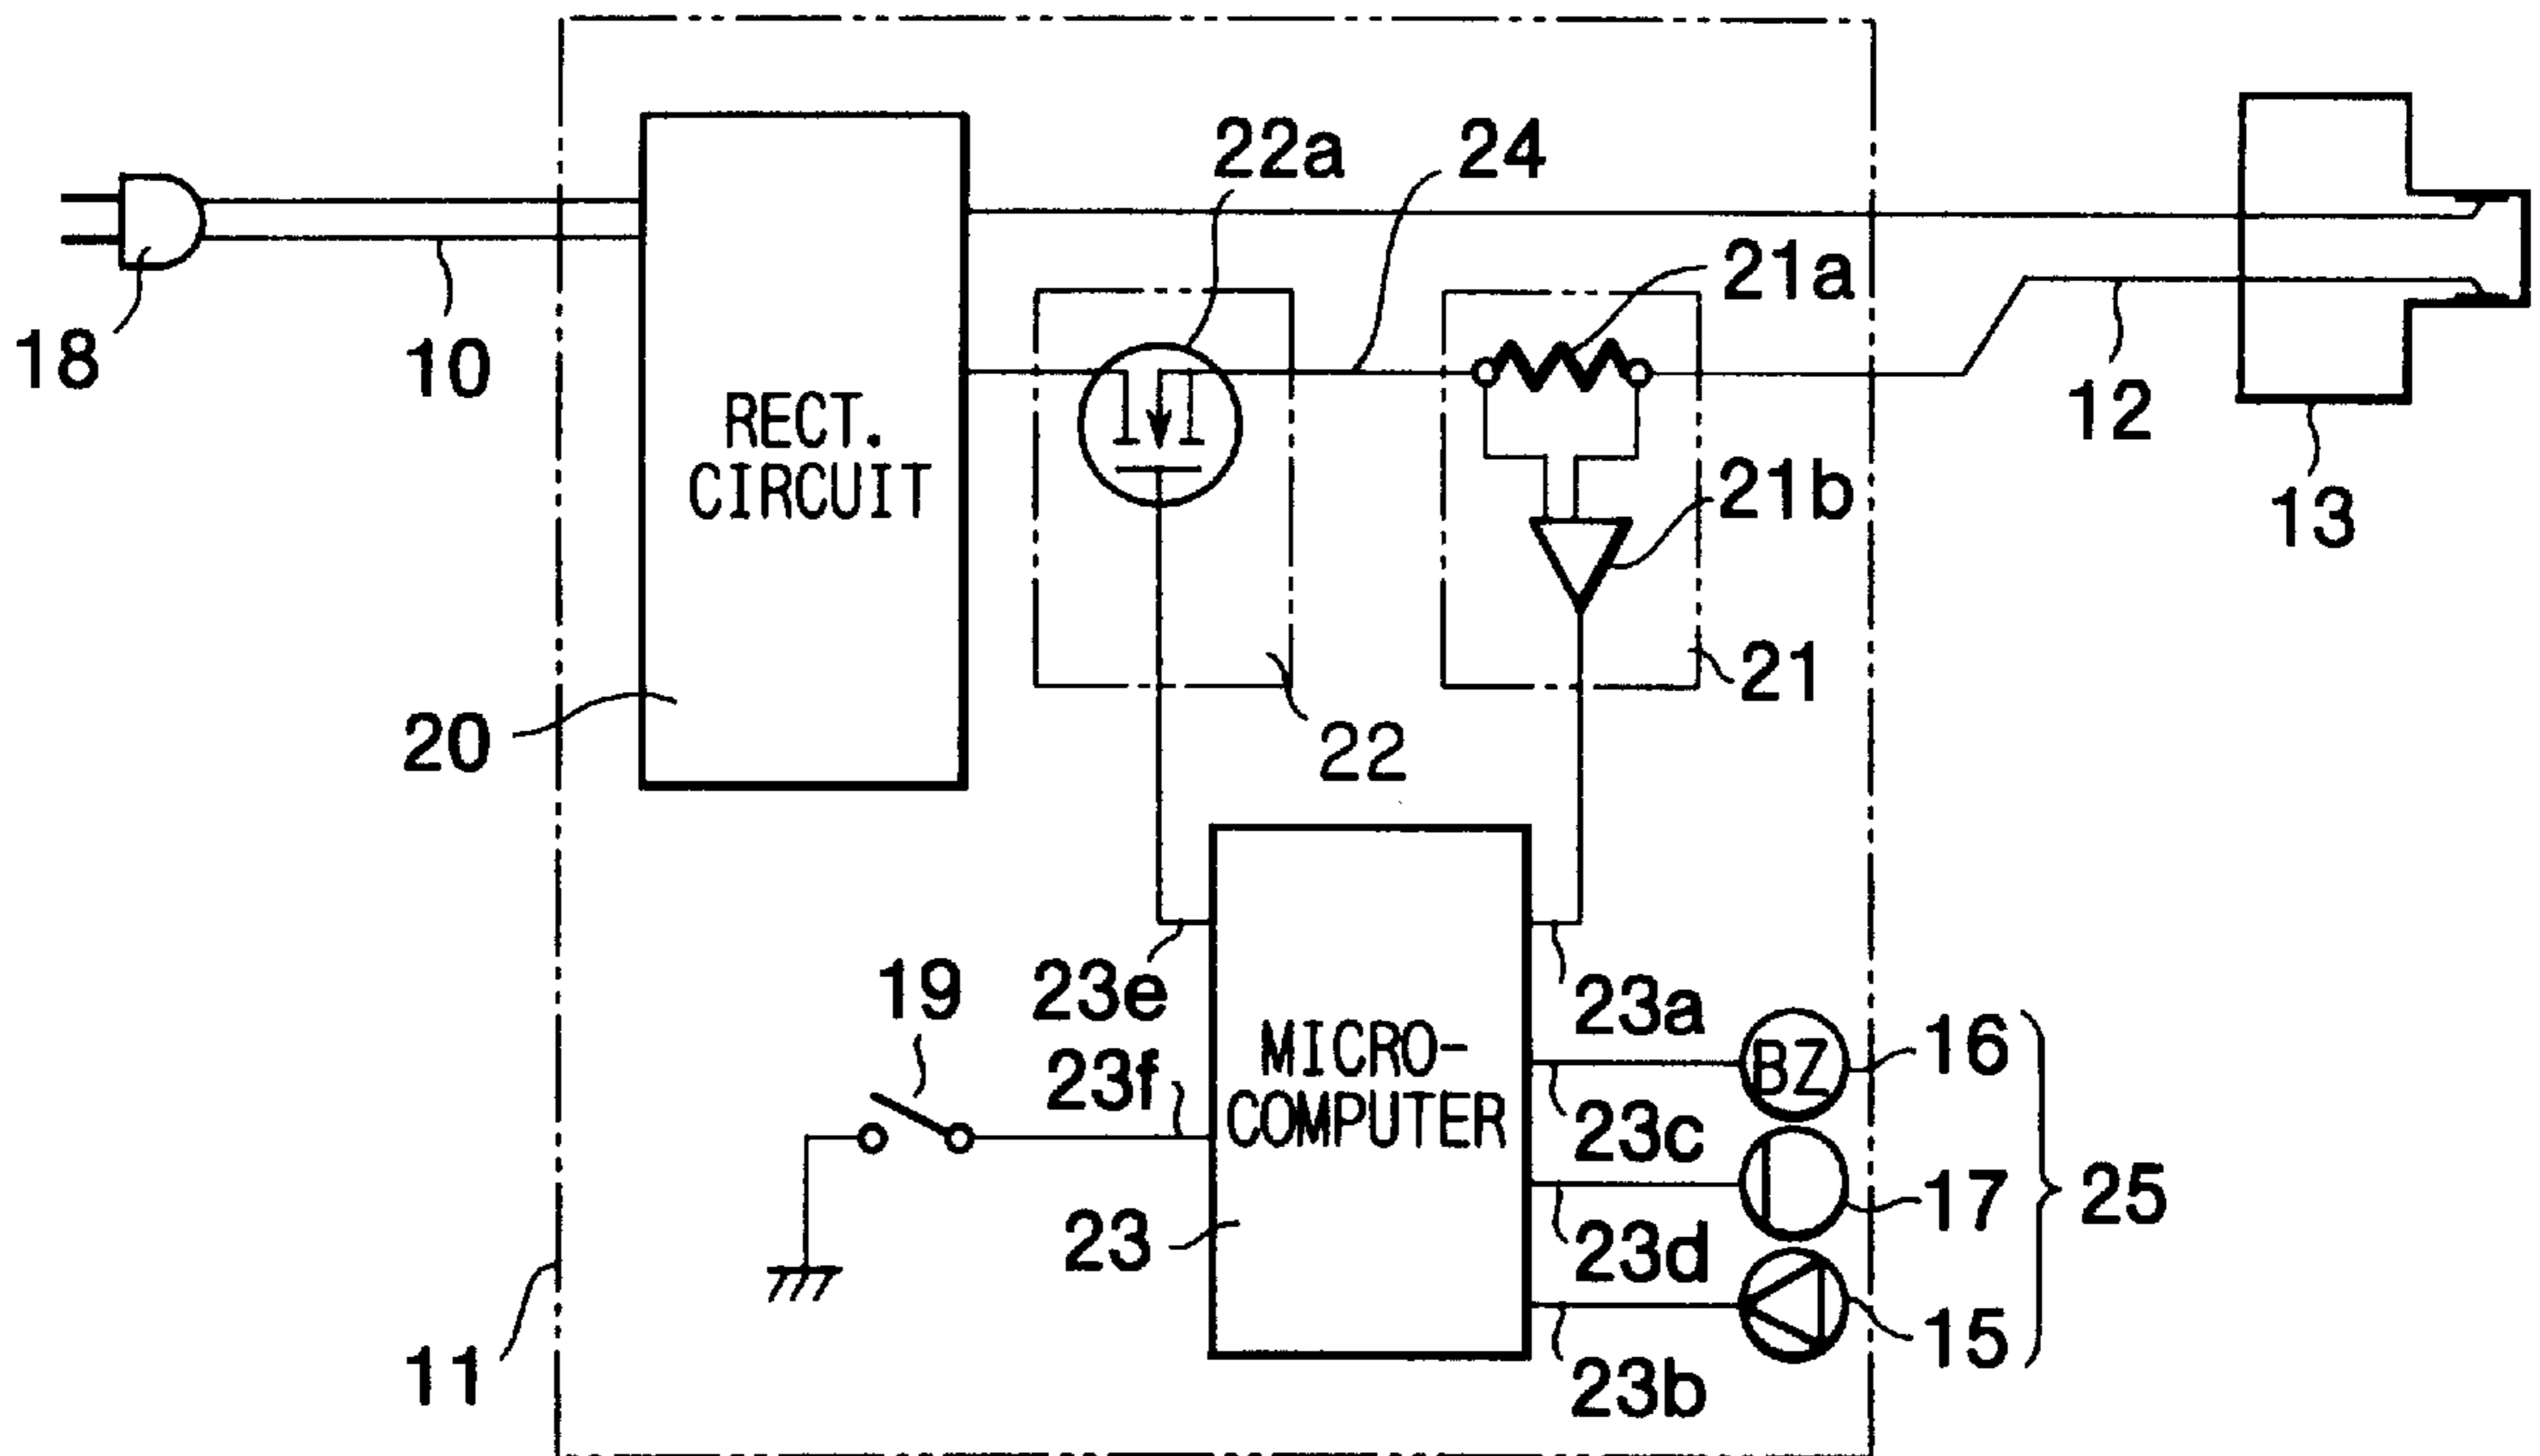 22a
24
21a
18
10
RECT.
CIRCUIT
12
21b
13
21
20
22
23e
23a
19
MICRO-
COMPUTER
23f
BZ
16
23c
23
17
25
23d
11
15
23b